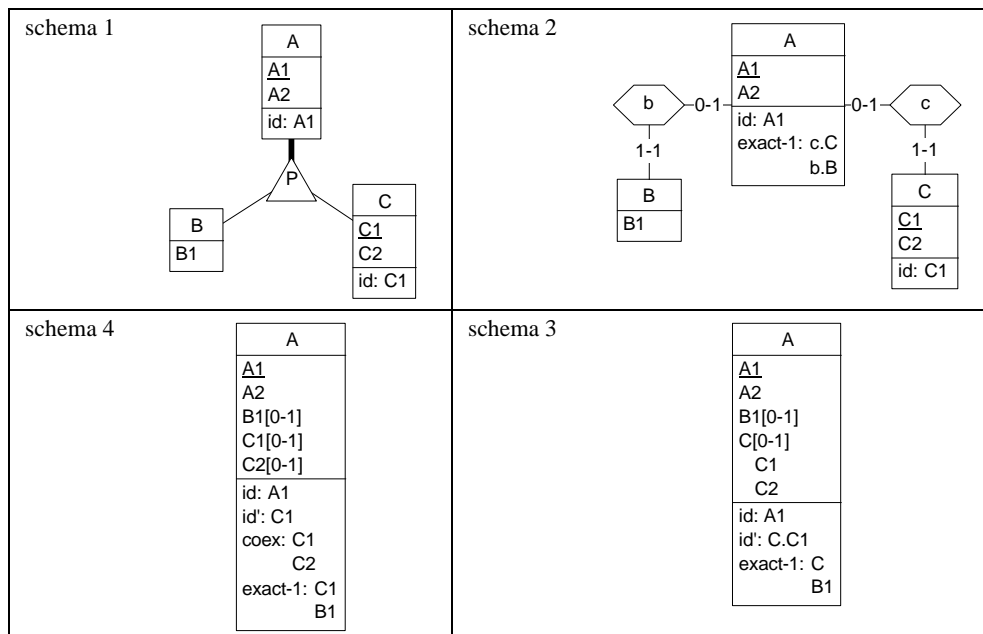 schema 1
A
A1
A2
id: A1
P
B
B1
C
C1
C2
id: C1
schema 2
A
A1
A2
id: A1
exact-1: c.C
b.B
b
0-1
0-1
c
1-1
1-1
B
B1
C
C1
C2
id: C1
schema 4
A
A1
A2
B1[0-1]
C1[0-1]
C2[0-1]
id: A1
id': C1
coex: C1
C2
exact-1: C1
B1
schema 3
A
A1
A2
B1[0-1]
C[0-1]
C1
C2
id: A1
id': C.C1
exact-1: C
B1